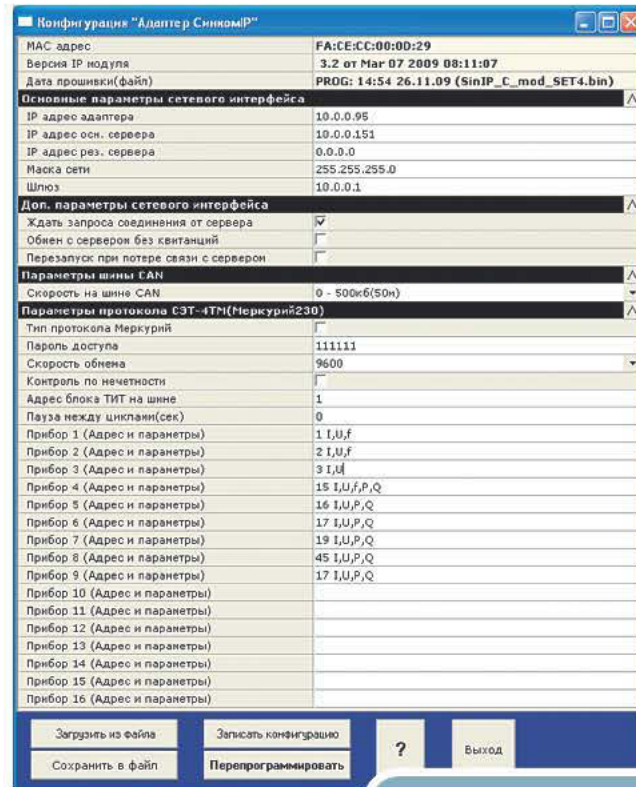 Конфигурация "Адаптер СинкомIP"
MAC адрес FA:CE:CC:00:0D:29
Версия IP модуля 3.2 от Mar 07 2009 08:11:07
Дата прошивки(файл) PROG: 14:54 26.11.09 (SinIP_C_mod_SET4.bin)
Основные параметры сетевого интерфейса
IP адрес адаптера 10.0.0.95
IP адрес осн. сервера 10.0.0.151
IP адрес рез. сервера 0.0.0.0
Маска сети 255.255.255.0
Шлюз 10.0.0.1
Доп. параметры сетевого интерфейса
Ждать запроса соединения от сервера
Обмен с сервером без квитанций
Перезапуск при потере связи с сервером
Параметры шины CAN
Скорость на шине CAN 0 - 500кб(50м)
Параметры протокола СЭТ-4ТМ(Меркурий230)
Тип протокола Меркурий
Пароль доступа 111111
Скорость обмена 9600
Контроль по нечетности
Адрес блока ТИТ на шине 1
Пауза между циклами(сек) 0
Прибор 1 (Адрес и параметры) 1 I,U,f
Прибор 2 (Адрес и параметры) 2 I,U,f
Прибор 3 (Адрес и параметры) 3 I,U
Прибор 4 (Адрес и параметры) 15 I,U,f,P,Q
Прибор 5 (Адрес и параметры) 16 I,U,P,Q
Прибор 6 (Адрес и параметры) 17 I,U,P,Q
Прибор 7 (Адрес и параметры) 19 I,U,P,Q
Прибор 8 (Адрес и параметры) 45 I,U,P,Q
Прибор 9 (Адрес и параметры) 17 I,U,P,Q
Прибор 10 (Адрес и параметры)
Прибор 11 (Адрес и параметры)
Прибор 12 (Адрес и параметры)
Прибор 13 (Адрес и параметры)
Прибор 14 (Адрес и параметры)
Прибор 15 (Адрес и параметры)
Прибор 16 (Адрес и параметры)
Загрузить из файла Записать конфигурацию ? Выход
Сохранить в файл Перепрограммировать